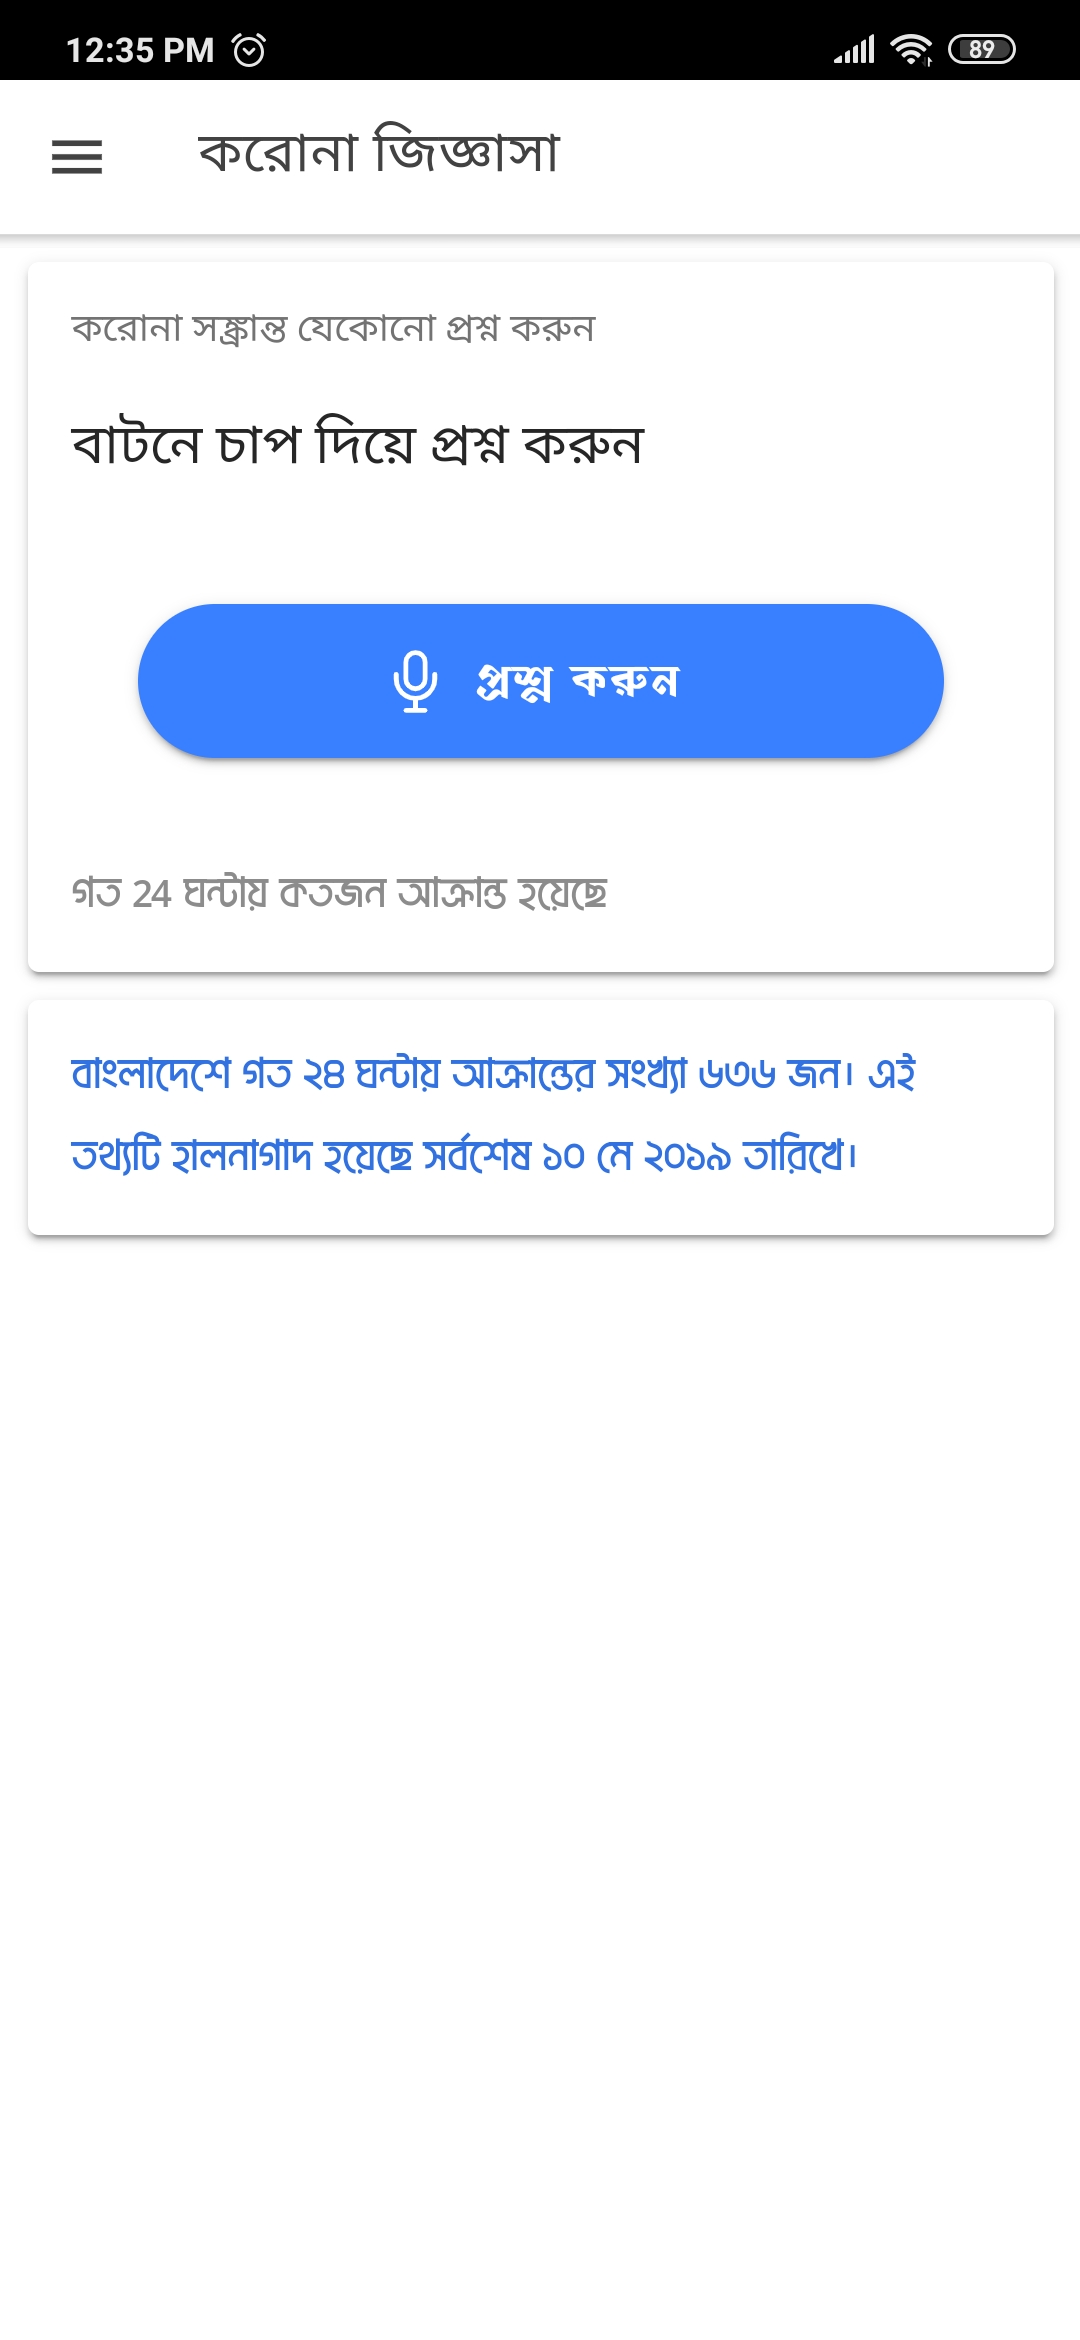 12:35 PM
89
করোনা জিজ্ঞাসা
করোনা সঙ্ক্রান্ত যেকোনো প্রশ্ন করুন
বাটনে চাপ দিয়ে প্রশ্ন করুন
প্রশ্ন করুন
গত 24 ঘন্টায় কতজন আক্রান্ত হয়েছে
বাংলাদেশে গত ২৪ ঘন্টায় আক্রান্তের সংখ্যা ৬৩৬ জন। এই
তথ্যটি হালনাগাদ হয়েছে সর্বশেষ ১০ মে ২০১৯ তারিখে।